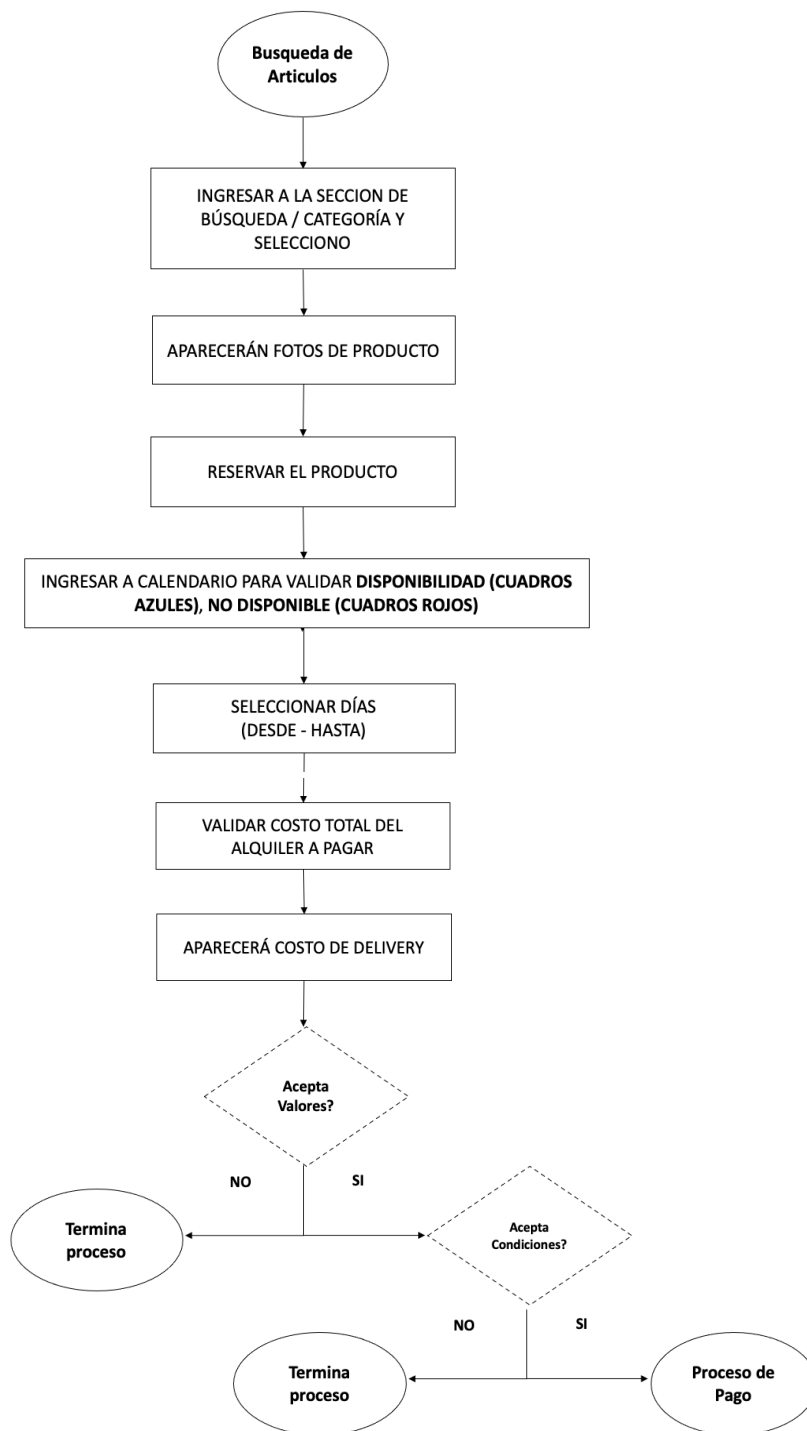 Busqueda de
Articulos
INGRESAR A LA SECCION DE
BÚSQUEDA / CATEGORÍA Y
SELECCIONO
APARECERÁN FOTOS DE PRODUCTO
RESERVAR EL PRODUCTO
INGRESAR A CALENDARIO PARA VALIDAR DISPONIBILIDAD (CUADROS
AZULES), NO DISPONIBLE (CUADROS ROJOS)
SELECCIONAR DÍAS
(DESDE - HASTA)
VALIDAR COSTO TOTAL DEL
ALQUILER A PAGAR
APARECERÁ COSTO DE DELIVERY
Acepta
Valores?
NO
SI
Termina
proceso
Acepta
Condiciones?
NO
SI
Termina
proceso
Proceso de
Pago